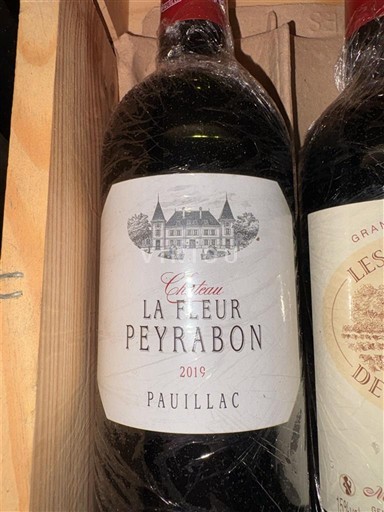 Château
LA FLEUR
PEYRABON
2019
PAUILLAC
GRAN
LES
DE